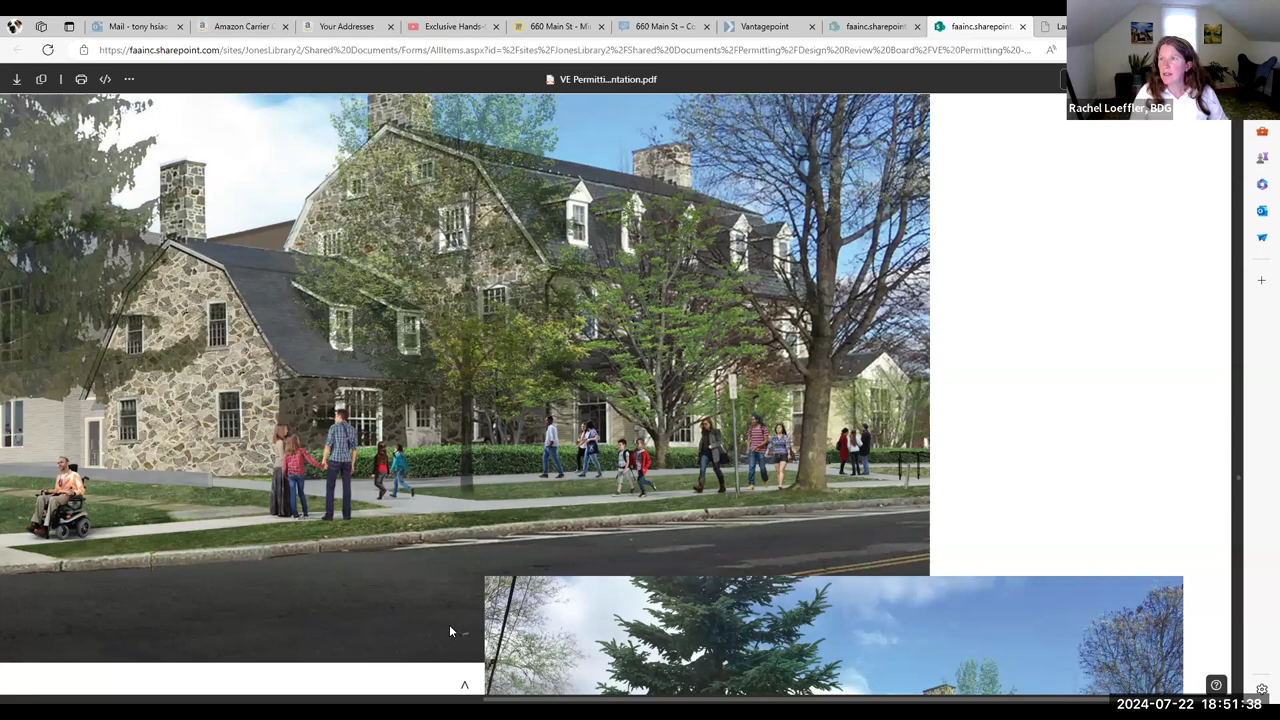 Mail - tony hsiac
Amazon Carrier
Your Addresses
Exclusive Hands-
660 Main St - Mi
660 Main St – Co
Vantagepoint
faainc.sharepoint
faainc.sharepoint
https://faainc.sharepoint.com/sites/JonesLibrary2/Shared%20Documents/Forms/AllItems.aspx?id=%2Fsites%2FJonesLibrary2%2FShared%20Documents%2FPermitting%2FDesign%20Review%20Board%2FVE%20Permitting%20-...
VE Permitti...ntation.pdf
Rachel Loeffler, BDG
2024-07-22 18:51:38